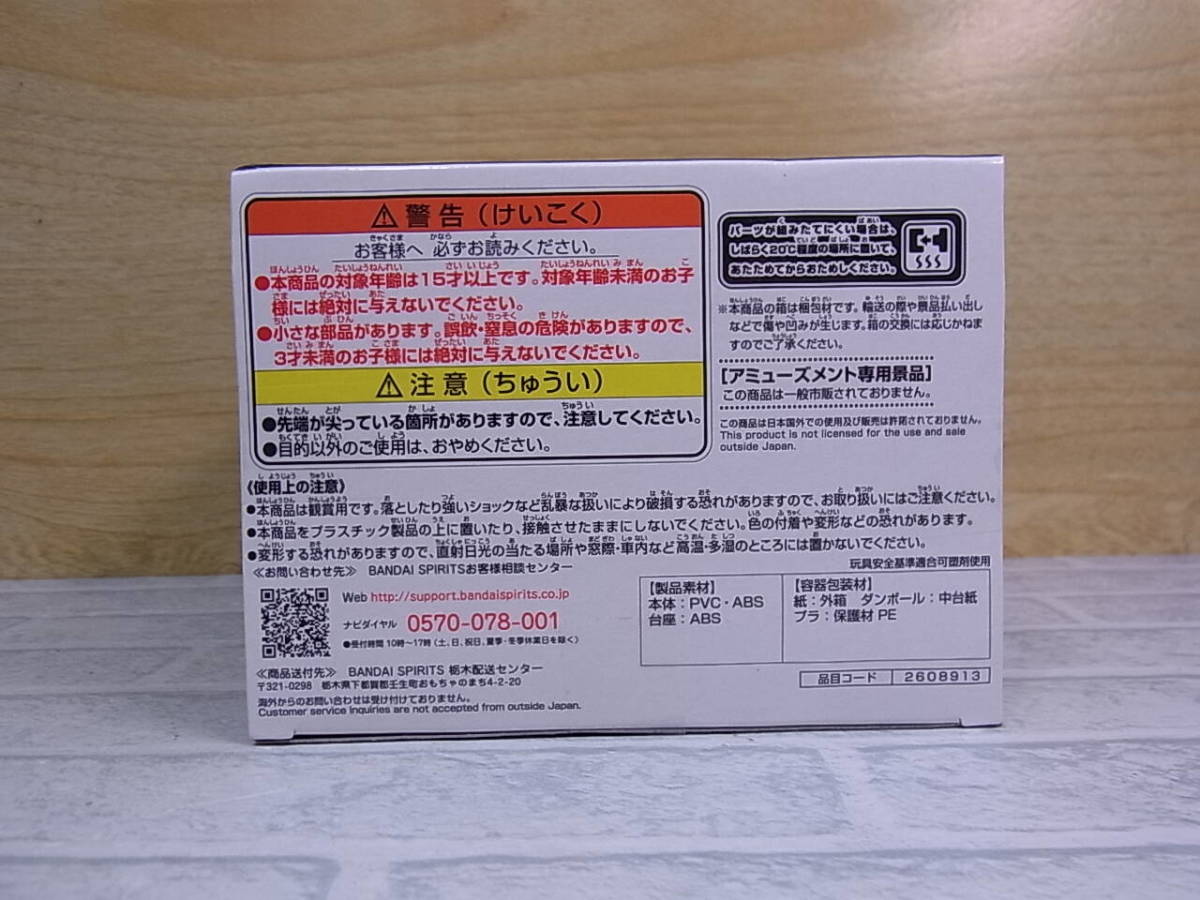 ⚠警告（けいこく）
お客様へ 必ずお読みください。
●本商品の対象年齢は15才以上です。対象年齢未満のお子
様には絶対に与えないでください。
●小さな部品があります。誤飲・窒息の危険がありますので、
3才未満のお子様には絶対に与えないでください。
⚠注意（ちゅうい）
●先端が尖っている箇所がありますので、注意してください。
●目的以外のご使用は、おやめください。
パーツが組みたてにくい場合は、
しばらく20℃程度の場所に置いて、
あたためてからおためしください。
※本商品の箱は梱包材です。輸送の際や景品払い出し
などで傷や凹みが生じます。箱の交換には応じかねま
すのでご了承ください。
［アミューズメント専用景品］
この商品は一般市販されておりません。
この商品は日本国外での使用及び販売は許諾されておりません。
This product is not licensed for the use and sale
outside Japan.
《使用上の注意》
●本商品は観賞用です。落としたり強いショックなど乱暴な扱いにより破損する恐れがありますので、お取り扱いにはご注意ください。
●本商品をプラスチック製品の上に置いたり、接触させたままにしないでください。色の付着や変形などの恐れがあります。
●変形する恐れがありますので、直射日光の当たる場所や窓際・車内など高温・多湿のところには置かないでください。
≪お問い合わせ先≫ BANDAI SPIRITSお客様相談センター
Web http://support.bandaispirits.co.jp
ナビダイヤル 0570-078-001
●受付時間 10時〜17時（土、日、祝日、夏季・冬季休業日を除く）
≪商品送付先≫ BANDAI SPIRITS 栃木配送センター
〒321-0298 栃木県下都賀郡壬生町おもちゃのまち4-2-20
海外からのお問い合わせは受け付けておりません。
Customer service inquiries are not accepted from outside Japan.
玩具安全基準適合可塑剤使用
【製品素材】
本体：PVC・ABS
台座：ABS
【容器包装材】
紙：外箱 ダンボール：中台紙
プラ：保護材 PE
品目コード 2608913